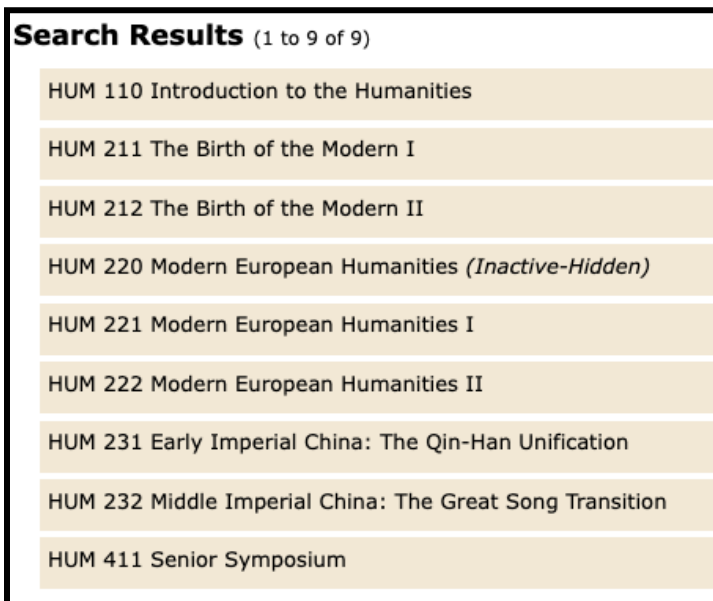 Search Results (1 to 9 of 9)
HUM 110 Introduction to the Humanities
HUM 211 The Birth of the Modern I
HUM 212 The Birth of the Modern II
HUM 220 Modern European Humanities (Inactive-Hidden)
HUM 221 Modern European Humanities I
HUM 222 Modern European Humanities II
HUM 231 Early Imperial China: The Qin-Han Unification
HUM 232 Middle Imperial China: The Great Song Transition
HUM 411 Senior Symposium